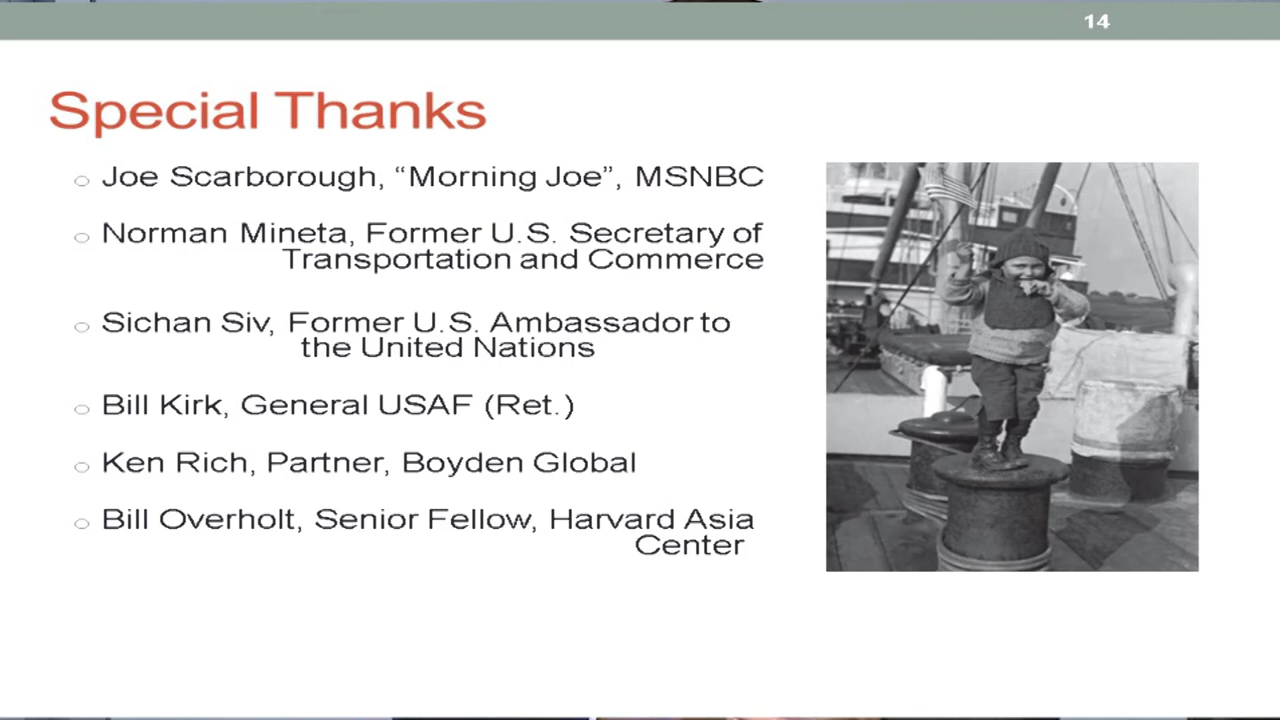 14
Special Thanks
Joe Scarborough, “Morning Joe”, MSNBC
Norman Mineta, Former U.S. Secretary of
Transportation and Commerce
Sichan Siv, Former U.S. Ambassador to
the United Nations
Bill Kirk, General USAF (Ret.)
Ken Rich, Partner, Boyden Global
Bill Overholt, Senior Fellow, Harvard Asia
Center